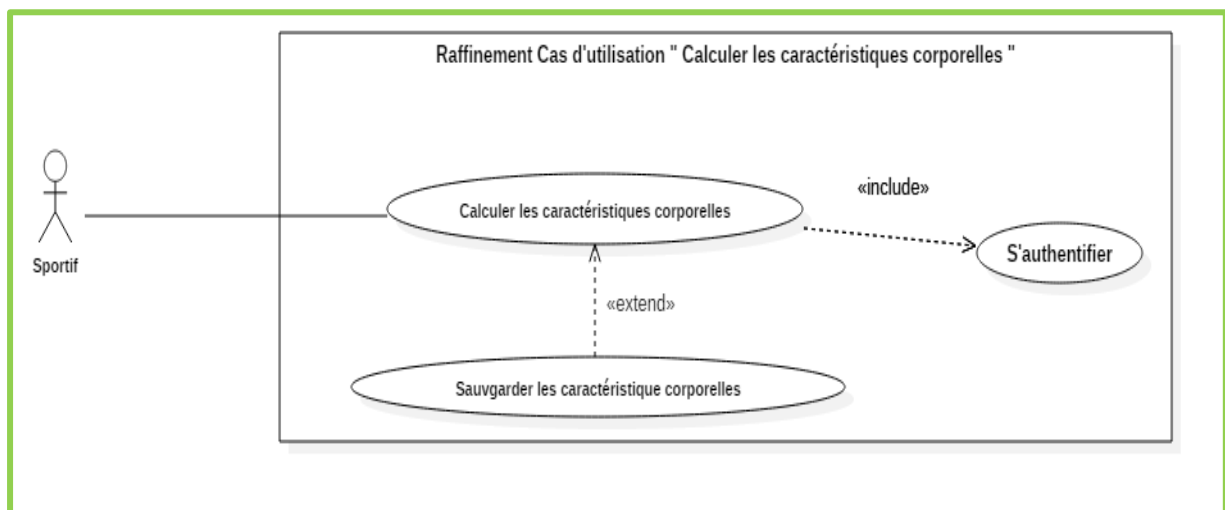 Raffinement Cas d'utilisation " Calculer les caractéristiques corporelles "
«include»
Calculer les caractéristiques corporelles
S'authentifier
Sportif
«extend»
Sauvgarder les caractéristique corporelles